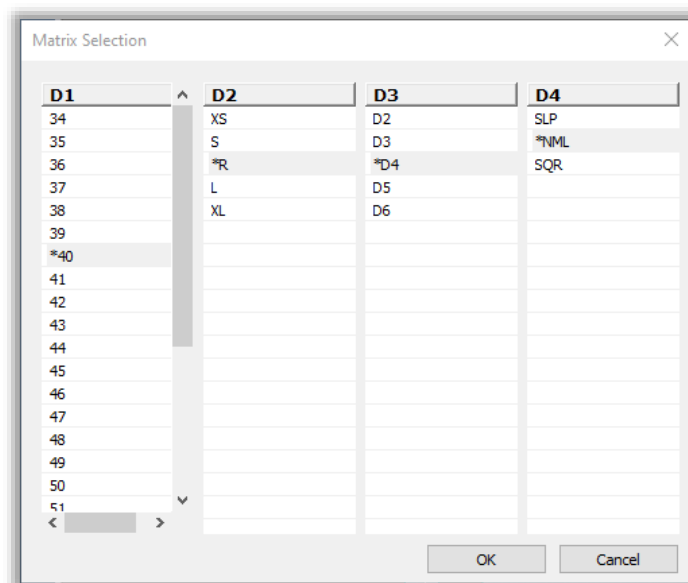 Matrix Selection
D1 D2 D3 D4
34 XS D2 SLP
35 S D3 *NML
36 *R *D4 SQR
37 L D5
38 XL D6
39
*40
41
42
43
44
45
46
47
48
49
50
51
OK Cancel